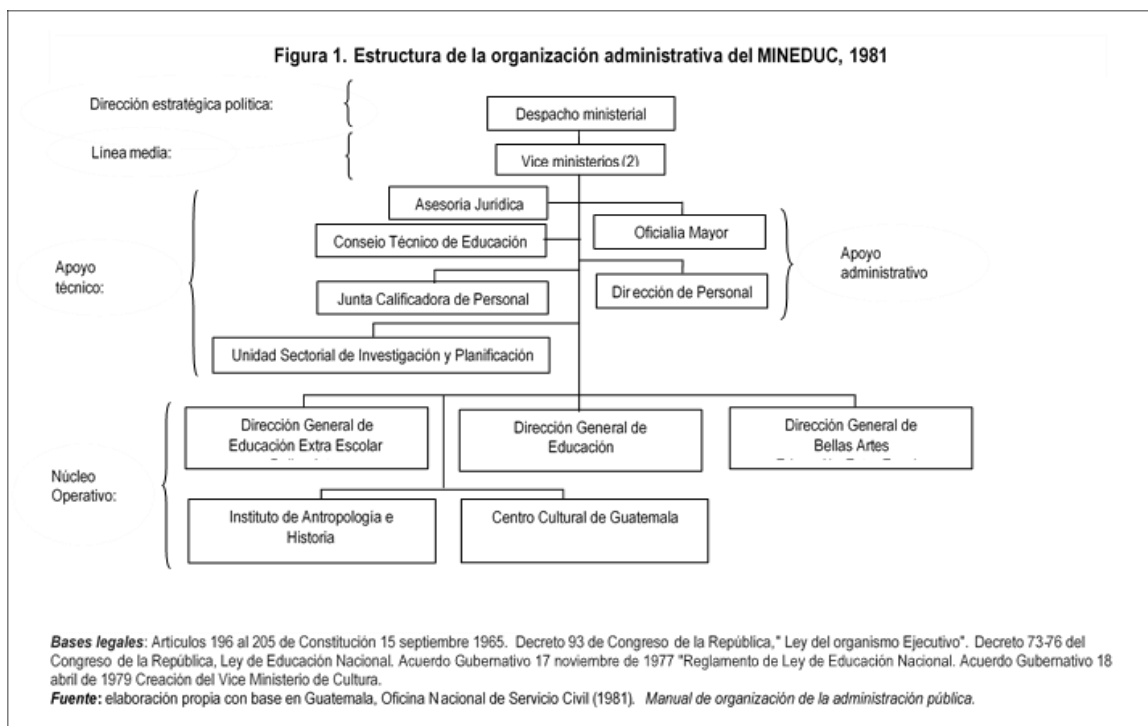 Figura 1. Estructura de la organización administrativa del MINEDUC, 1981
Dirección estratégica política:
Despacho ministerial
Línea media:
Vice ministerios (2)
Asesoría Jurídica
Oficialia Mayor
Consejo Técnico de Educación
Apoyo
técnico:
Apoyo
administrativo
Junta Calificadora de Personal
Dirección de Personal
Unidad Sectorial de Investigación y Planificación
Dirección General de
Educación Extra Escolar
Dirección General de
Educación
Dirección General de
Bellas Artes
Núcleo
Operativo:
Instituto de Antropología e
Historia
Centro Cultural de Guatemala
Bases legales: Artículos 196 al 205 de Constitución 15 septiembre 1965. Decreto 93 de Congreso de la República," Ley del organismo Ejecutivo". Decreto 73-76 del
Congreso de la República, Ley de Educación Nacional. Acuerdo Gubernativo 17 noviembre de 1977 "Reglamento de Ley de Educación Nacional. Acuerdo Gubernativo 18
abril de 1979 Creación del Vice Ministerio de Cultura.
Fuente: elaboración propia con base en Guatemala, Oficina Nacional de Servicio Civil (1981). Manual de organización de la administración pública.